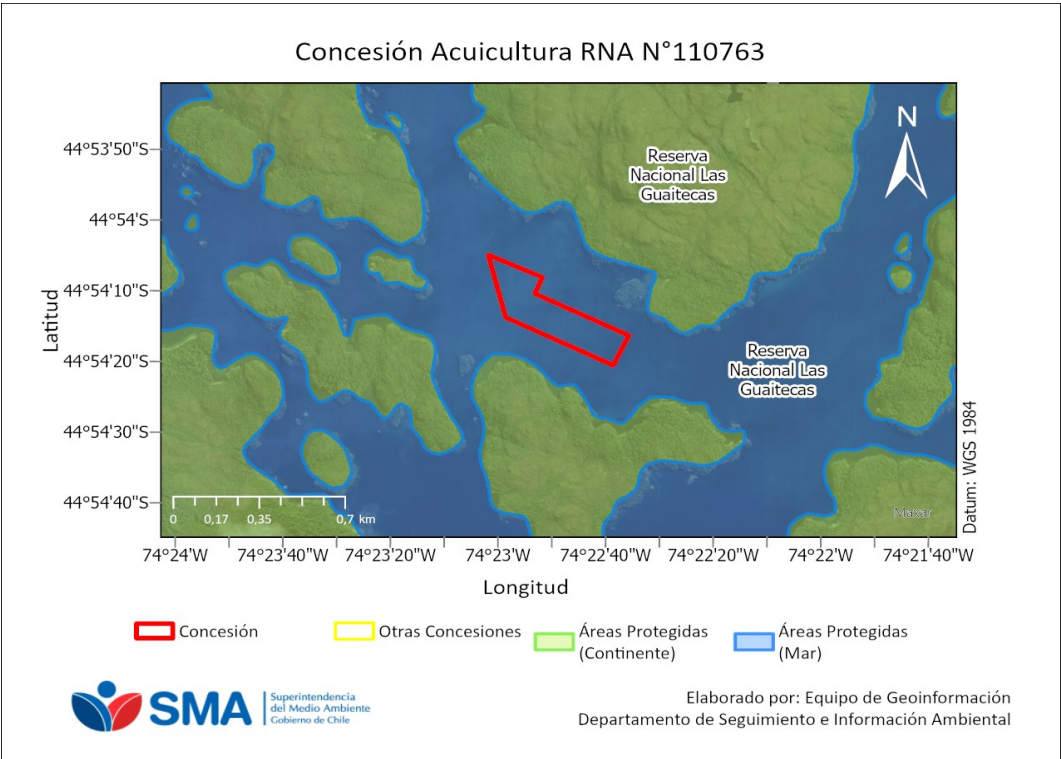 Concesión Acuicultura RNA N°110763
N
Reserva
Nacional Las
Guaitecas
Reserva
Nacional Las
Guaitecas
Latitud
44°53'50"S
44°54'S
44°54'10"S
44°54'20"S
44°54'30"S
44°54'40"S
Datum: WGS 1984
Maxar
0 0,17 0,35 0,7 km
74°24'W 74°23'40"W 74°23'20"W 74°23'W 74°22'40"W 74°22'20"W 74°22'W 74°21'40"W
Longitud
Concesión
Otras Concesiones
Áreas Protegidas
(Continente)
Áreas Protegidas
(Mar)
SMA
Superintendencia
del Medio Ambiente
Gobierno de Chile
Elaborado por: Equipo de Geoinformación
Departamento de Seguimiento e Información Ambiental